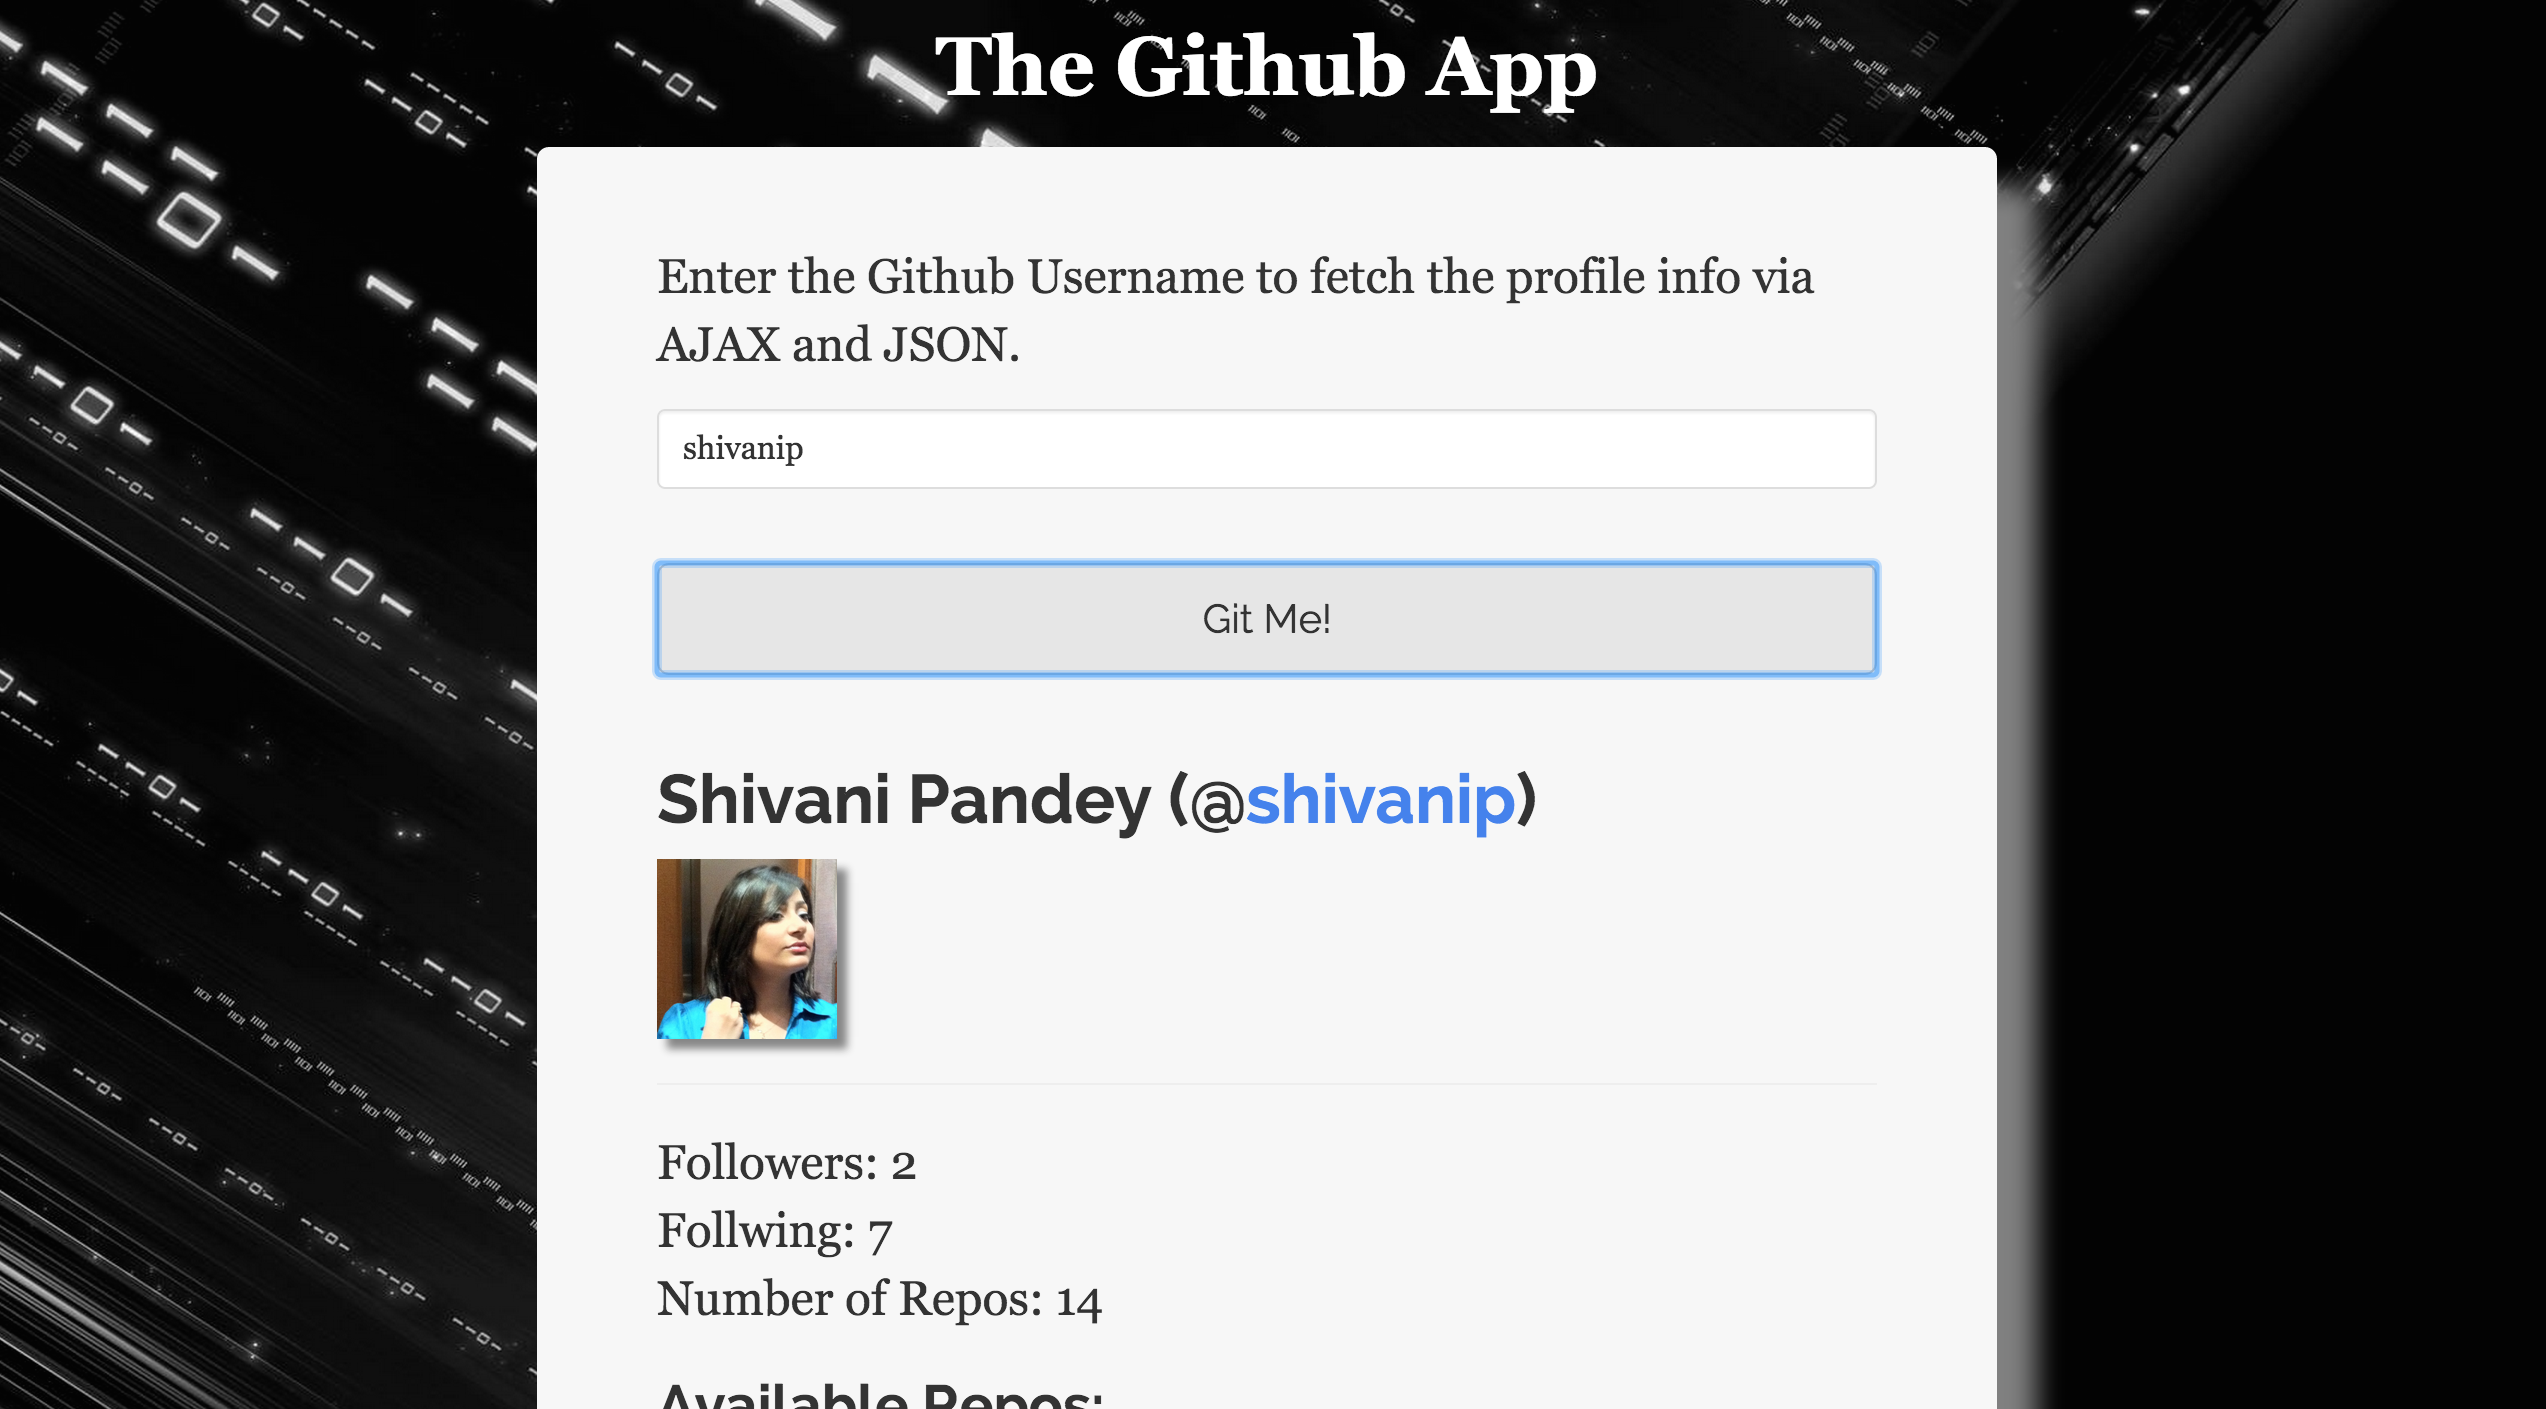 The Github App
Enter the Github Username to fetch the profile info via
AJAX and JSON.
shivanip
Git Me!
Shivani Pandey (@shivanip)
Followers: 2
Follwing: 7
Number of Repos: 14
Available Repos: